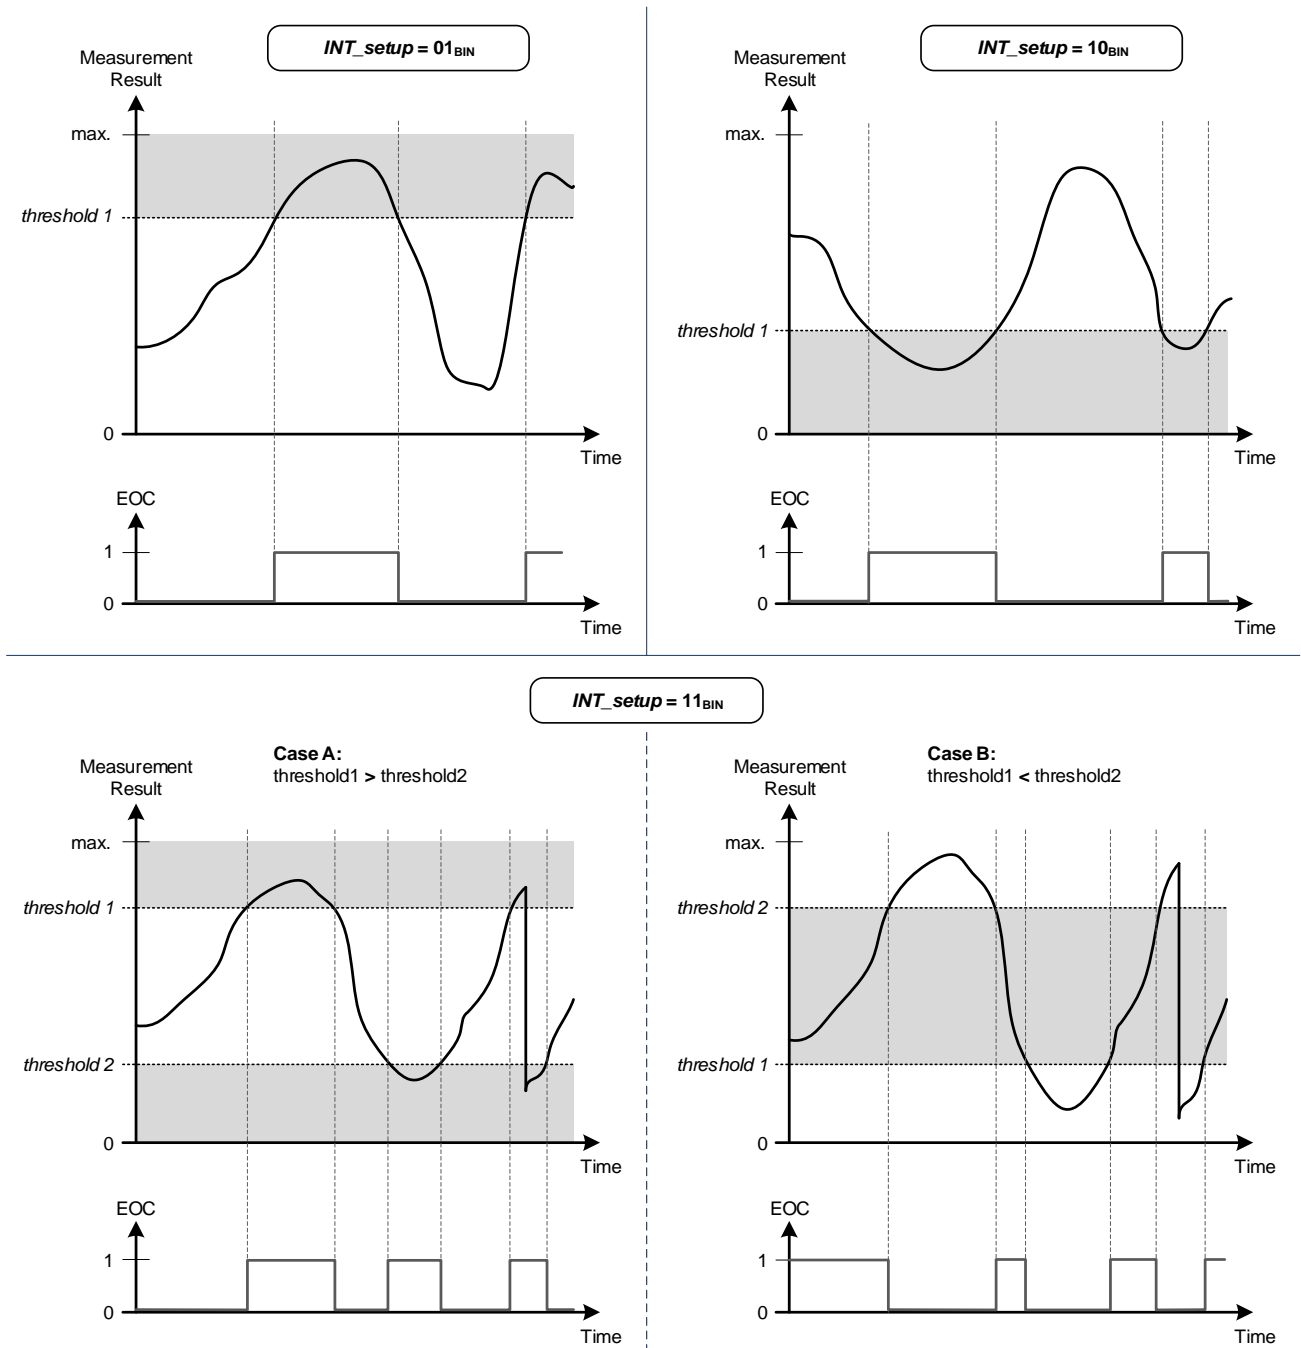 INT_setup = 01BIN
Measurement
Result
max.
threshold 1
0
Time
EOC
1
0
Time
INT_setup = 10BIN
Measurement
Result
max.
threshold 1
0
Time
EOC
1
0
Time
INT_setup = 11BIN
Case A:
threshold1 > threshold2
Measurement
Result
max.
threshold 1
threshold 2
0
Time
EOC
1
0
Time
Case B:
threshold1 < threshold2
Measurement
Result
max.
threshold 2
threshold 1
0
Time
EOC
1
0
Time